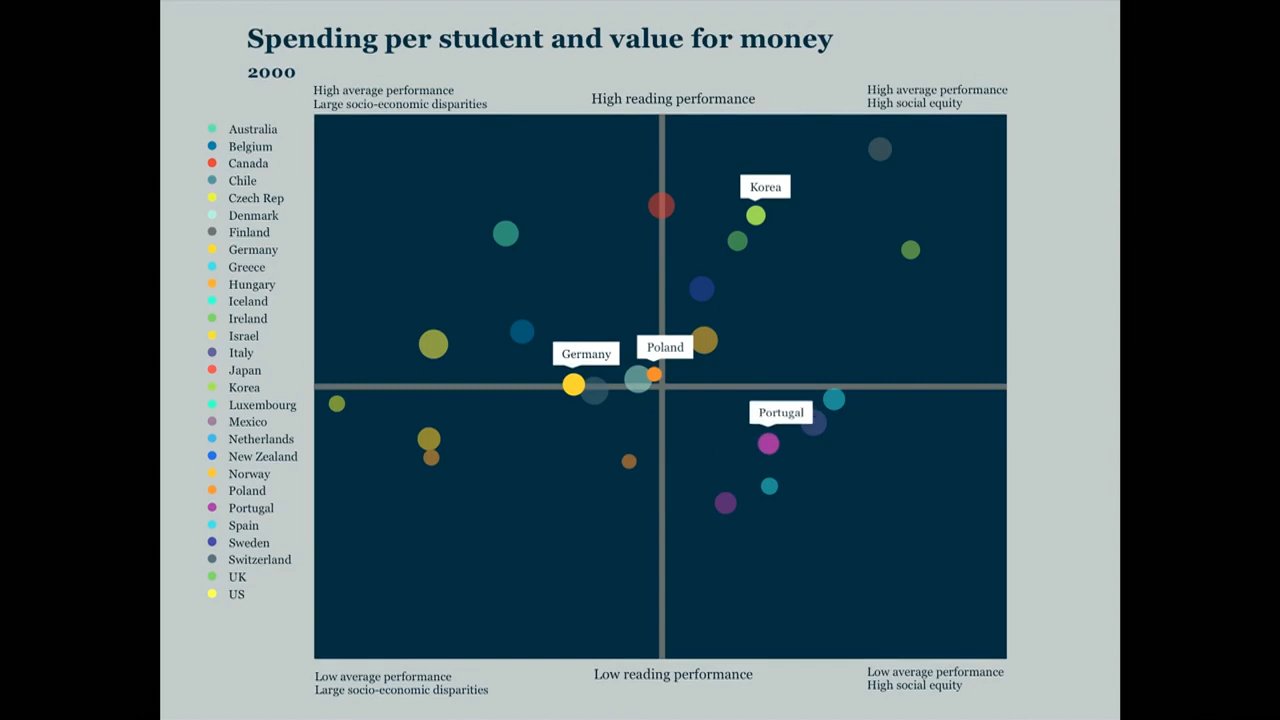 Spending per student and value for money
2000
High average performance
Large socio-economic disparities
High reading performance
High average performance
High social equity
Australia
Belgium
Canada
Chile
Czech Rep
Denmark
Finland
Germany
Greece
Hungary
Iceland
Ireland
Israel
Italy
Japan
Korea
Luxembourg
Mexico
Netherlands
New Zealand
Norway
Poland
Portugal
Spain
Sweden
Switzerland
UK
US
Korea
Poland
Germany
Portugal
Low average performance
Large socio-economic disparities
Low reading performance
Low average performance
High social equity